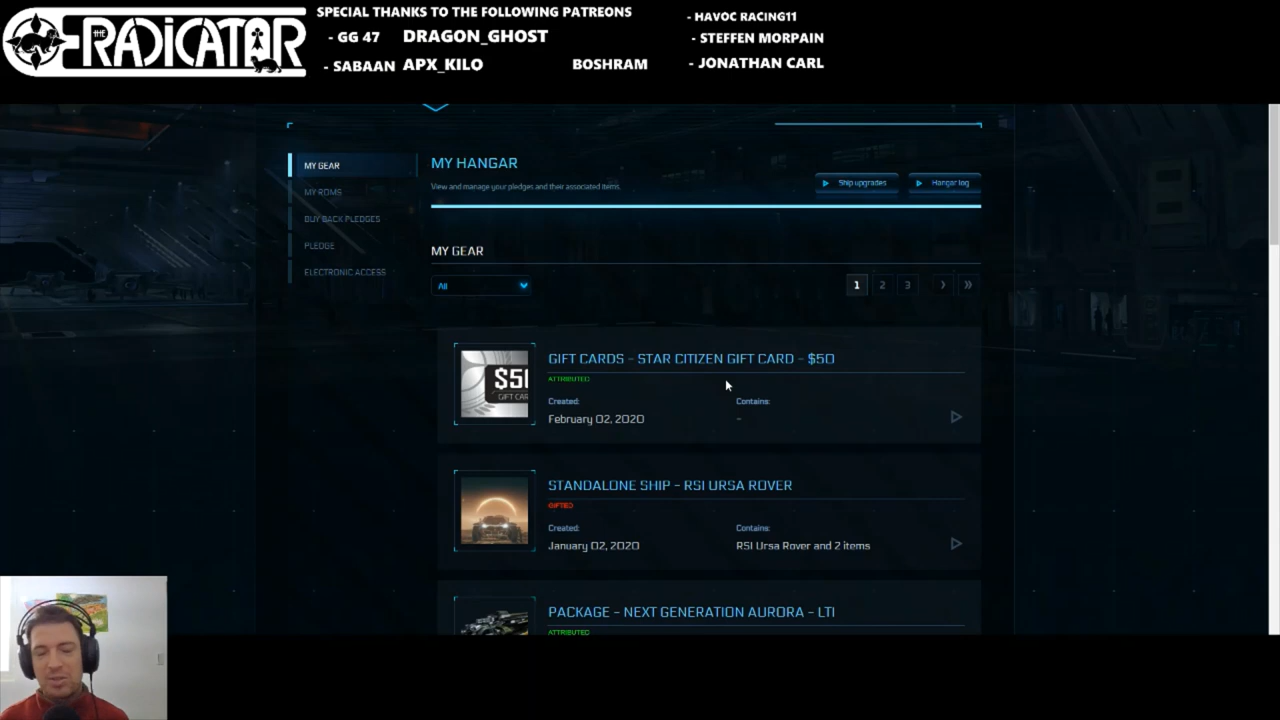 THE RADICATOR
SPECIAL THANKS TO THE FOLLOWING PATREONS
- GG 47 DRAGON_GHOST
- SABAAN APX_KILO BOSHRAM
- HAVOC RACING11
- STEFFEN MORPAIN
- JONATHAN CARL
MY GEAR
MY ROMS
BUY BACK PLEDGES
PLEDGE
ELECTRONIC ACCESS
MY HANGAR
View and manage your pledges and their associated items.
Ship upgrades Hangar log
MY GEAR
All
1 2 3 › »
GIFT CARDS - STAR CITIZEN GIFT CARD - $50
ATTRIBUTED
Created: Contains:
February 02, 2020 -
STANDALONE SHIP - RSI URSA ROVER
GIFTED
Created: Contains:
January 02, 2020 RSI Ursa Rover and 2 items
PACKAGE - NEXT GENERATION AURORA - LTI
ATTRIBUTED